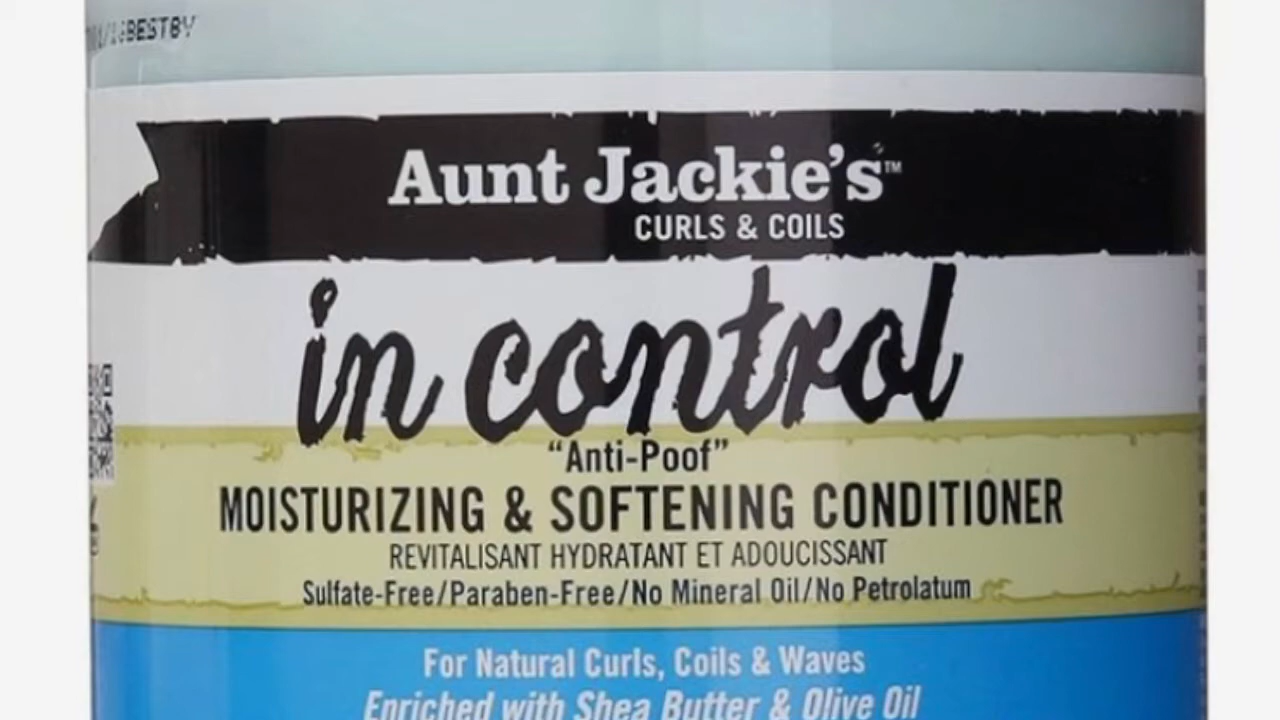 BESTBY
Aunt Jackie's™
CURLS & COILS
in control
“Anti-Poof”
MOISTURIZING & SOFTENING CONDITIONER
REVITALISANT HYDRATANT ET ADOUCISSANT
Sulfate-Free/Paraben-Free/No Mineral Oil/No Petrolatum
For Natural Curls, Coils & Waves
Enriched with Shea Butter & Olive Oil